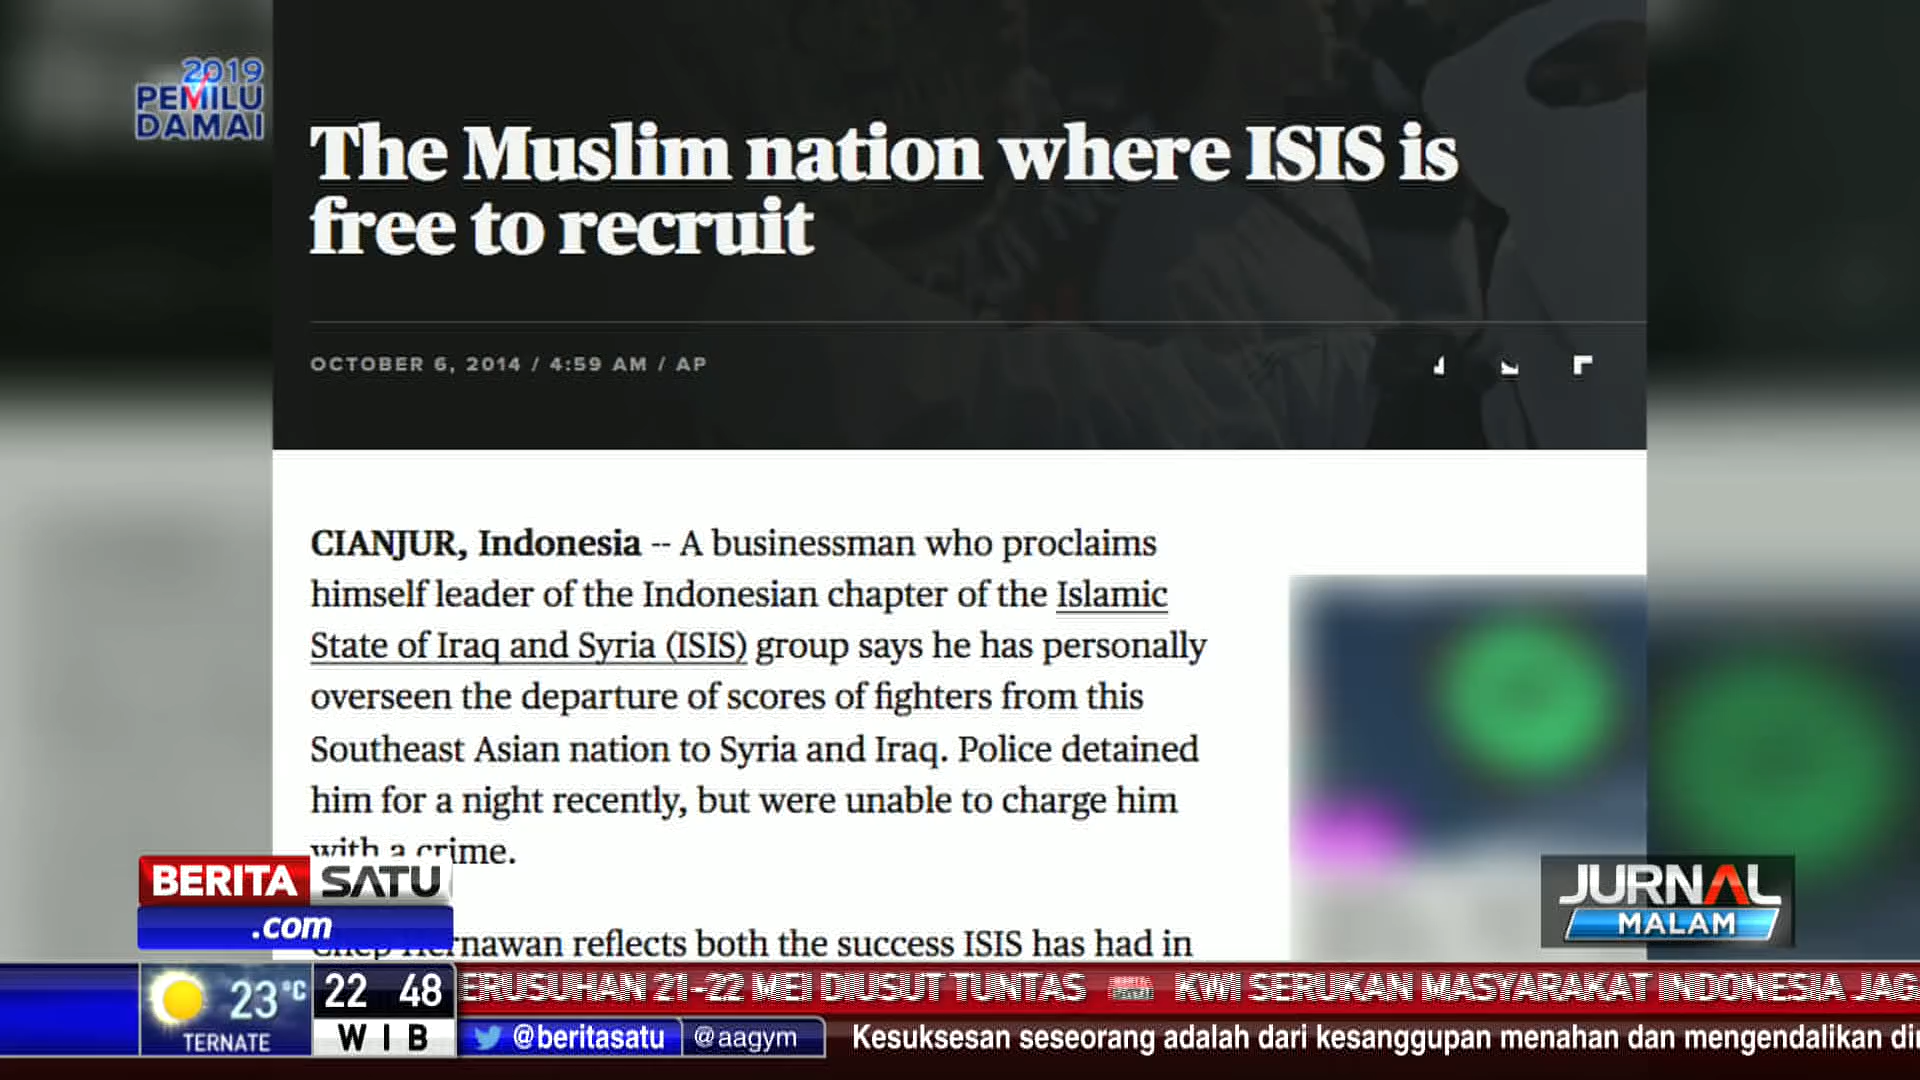 2019
PEMILU
DAMAI
The Muslim nation where ISIS is
free to recruit
OCTOBER 6, 2014 / 4:59 AM / AP
CIANJUR, Indonesia -- A businessman who proclaims
himself leader of the Indonesian chapter of the Islamic
State of Iraq and Syria (ISIS) group says he has personally
overseen the departure of scores of fighters from this
Southeast Asian nation to Syria and Iraq. Police detained
him for a night recently, but were unable to charge him
with a crime.
reflects both the success ISIS has had in
BERITA SATU
.com
JURNAL
MALAM
23°C
TERNATE
22 48
WIB
ERUSUHAN 21-22 MEI DIUSUT TUNTAS KWI SERUKAN MASYARAKAT INDONESIA JAG
@beritasatu @aagym Kesuksesan seseorang adalah dari kesanggupan menahan dan mengendalikan di